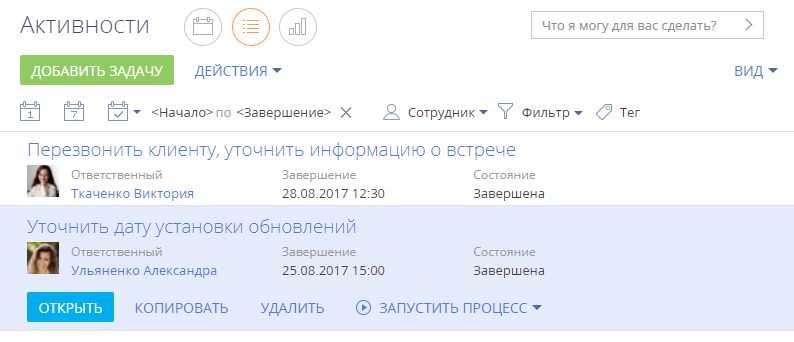 Активности
Что я могу для вас сделать?
ДОБАВИТЬ ЗАДАЧУ ДЕЙСТВИЯ ВИД
1 7 <Начало> по <Завершение> Сотрудник Фильтр Тег
Перезвонить клиенту, уточнить информацию о встрече
Ответственный Завершение Состояние
Ткаченко Виктория 28.08.2017 12:30 Завершена
Уточнить дату установки обновлений
Ответственный Завершение Состояние
Ульяненко Александра 25.08.2017 15:00 Завершена
ОТКРЫТЬ КОПИРОВАТЬ УДАЛИТЬ ЗАПУСТИТЬ ПРОЦЕСС